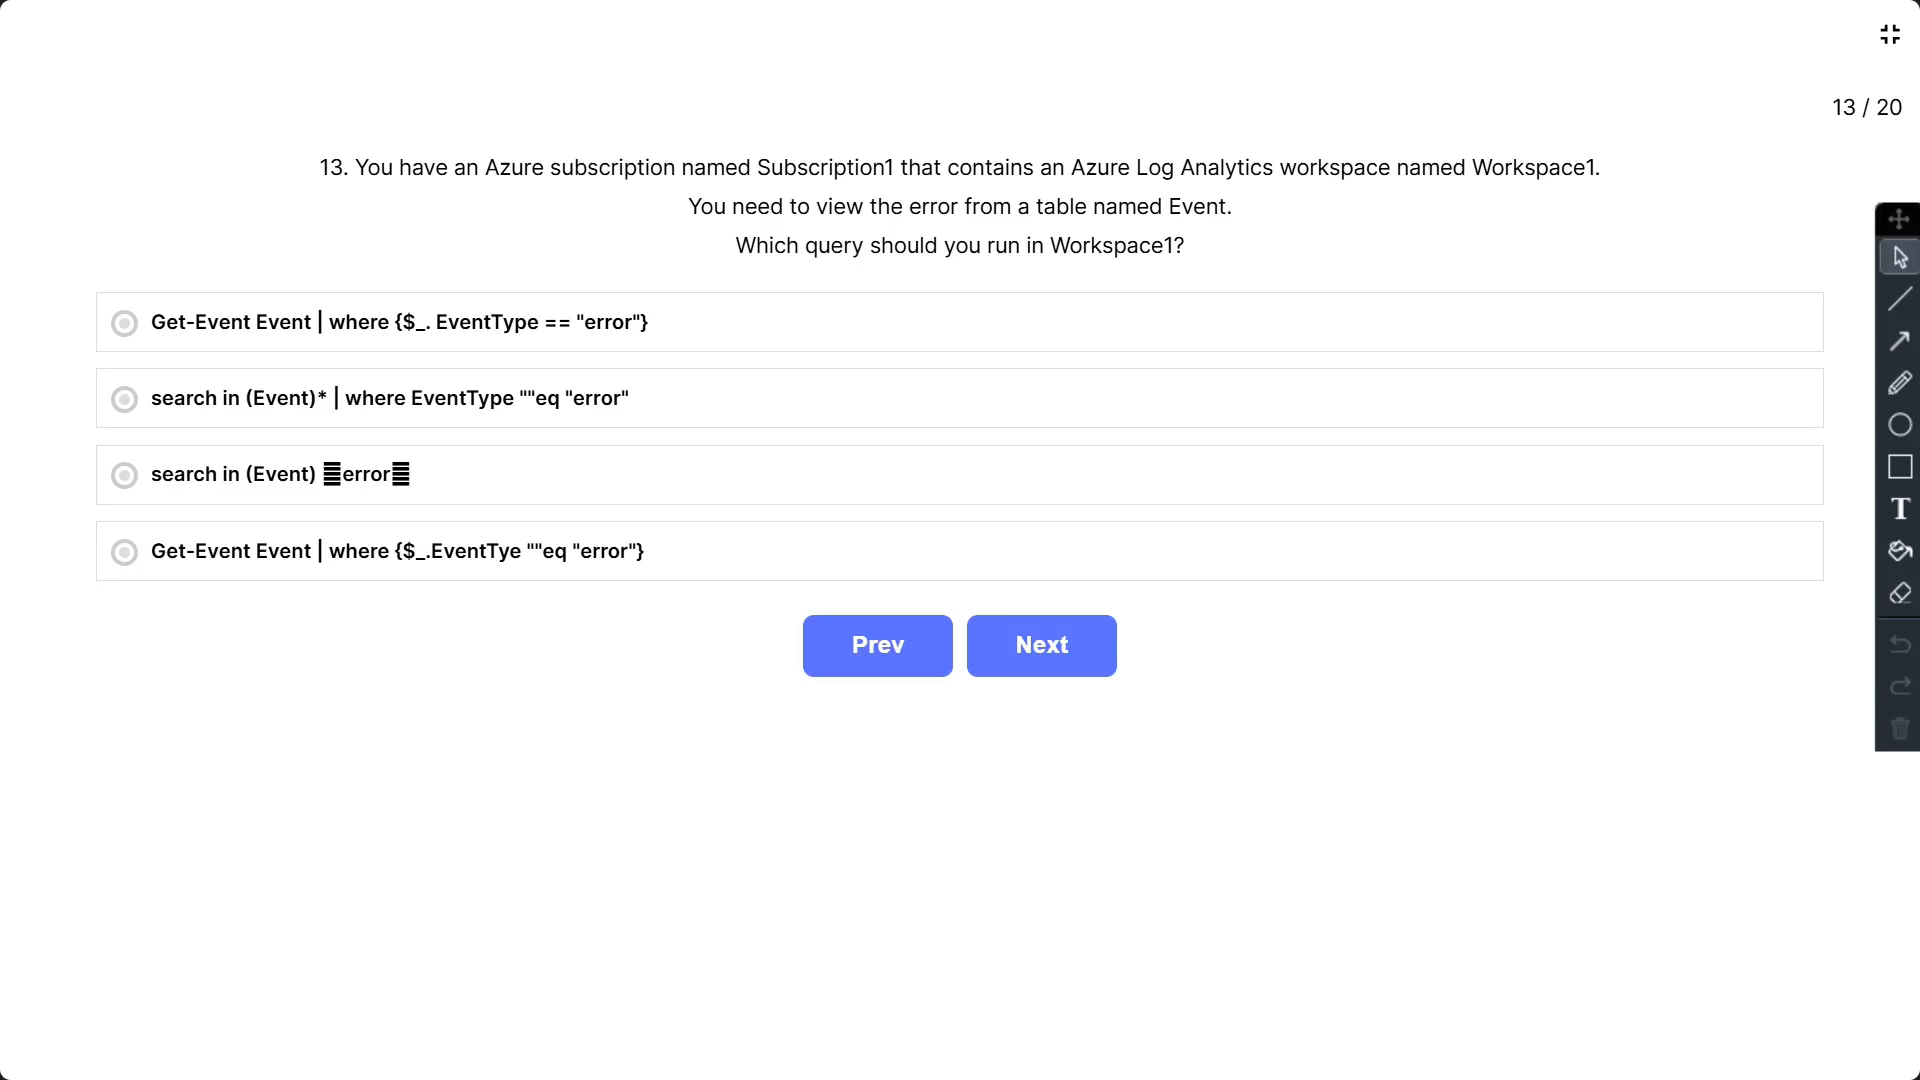 13 / 20
13. You have an Azure subscription named Subscription1 that contains an Azure Log Analytics workspace named Workspace1.
You need to view the error from a table named Event.
Which query should you run in Workspace1?
Get-Event Event | where {$_. EventType == "error"}
search in (Event)* | where EventType ""eq "error"
search in (Event) error
Get-Event Event | where {$_.EventTye ""eq "error"}
Prev
Next
T